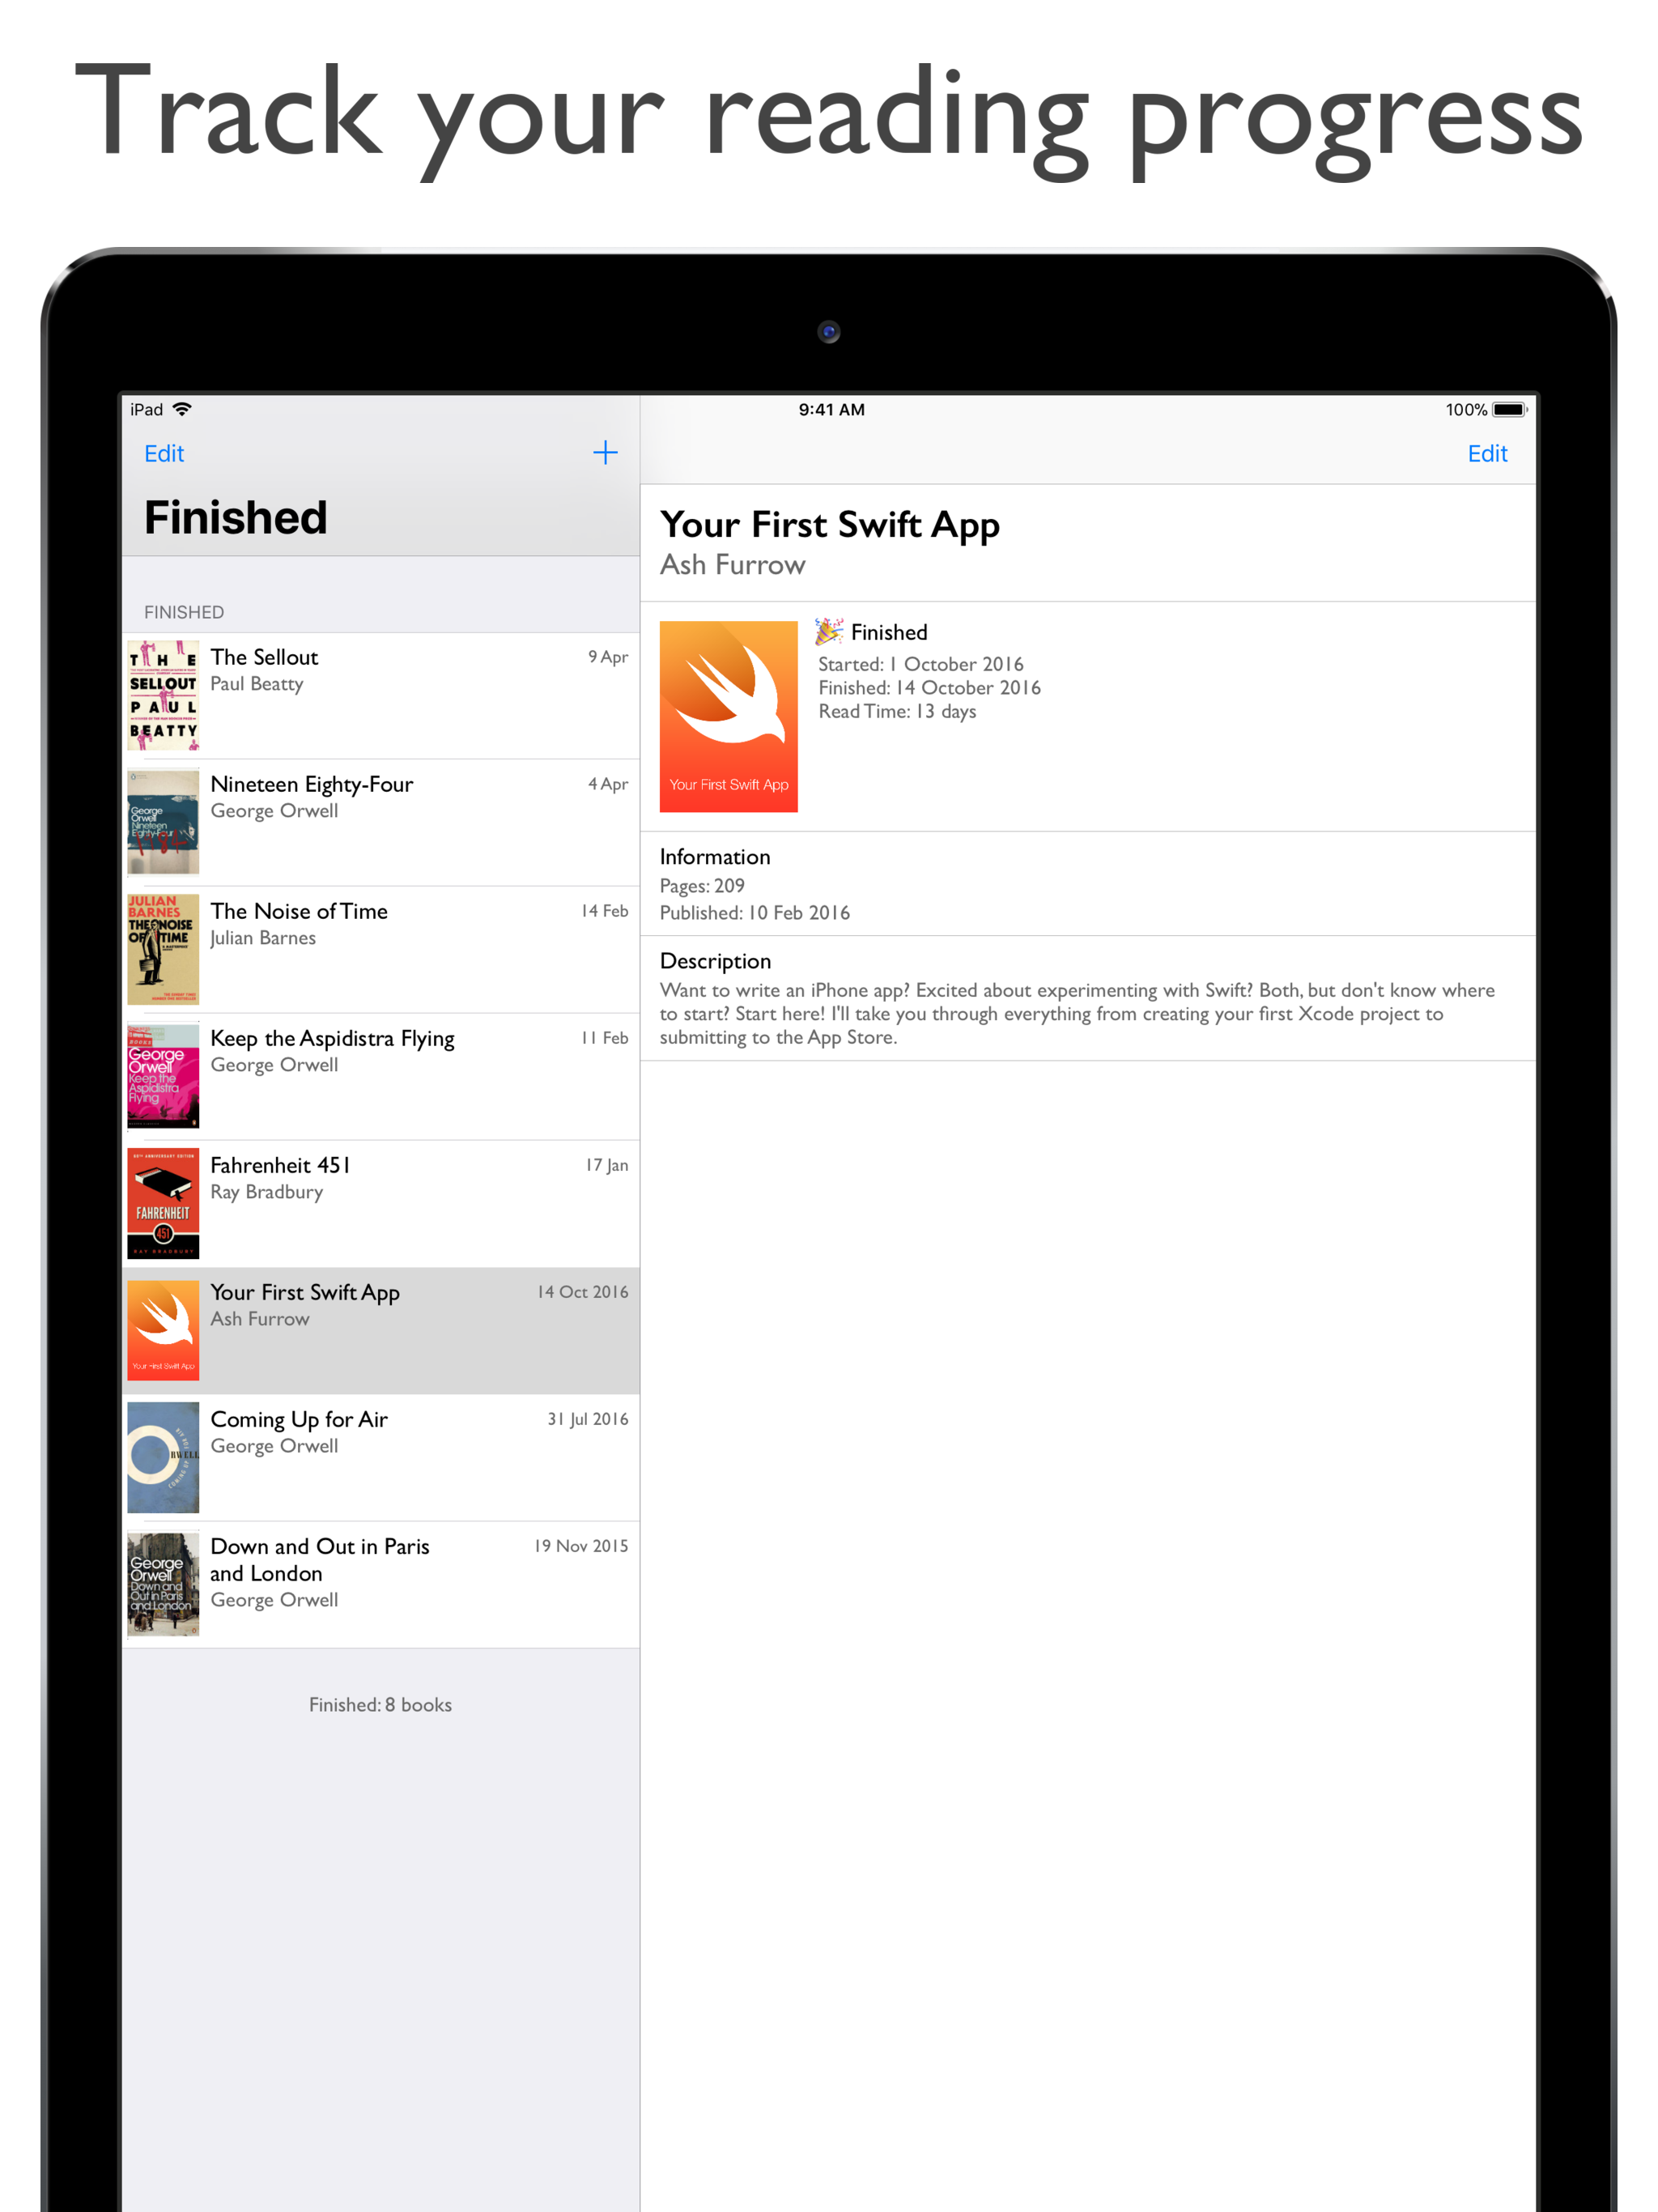 Track your reading progress
iPad
9:41 AM
100%
Edit
Edit
Finished
FINISHED
THE
SELLOUT
PAUL
BEATTY
The Sellout
9 Apr
Paul Beatty
George
Orwell
Nineteen
Eighty-Four
Nineteen Eighty-Four
4 Apr
George Orwell
JULIAN
BARNES
THE NOISE
OF TIME
The Noise of Time
14 Feb
Julian Barnes
BOOKS
George
Orwell
Keep the
Aspidistra
Flying
Keep the Aspidistra Flying
11 Feb
George Orwell
FAHRENHEIT
451
RAY BRADBURY
Fahrenheit 451
17 Jan
Ray Bradbury
Your First Swift App
Your First Swift App
14 Oct 2016
Ash Furrow
ORWELL
COMING UP
FOR AIR
Coming Up for Air
31 Jul 2016
George Orwell
George
Orwell
Down and
Out in Paris
and London
Down and Out in Paris
and London
19 Nov 2015
George Orwell
Finished: 8 books
Your First Swift App
Ash Furrow
Your First Swift App
Finished
Started: 1 October 2016
Finished: 14 October 2016
Read Time: 13 days
Information
Pages: 209
Published: 10 Feb 2016
Description
Want to write an iPhone app? Excited about experimenting with Swift? Both, but don't know where
to start? Start here! I'll take you through everything from creating your first Xcode project to
submitting to the App Store.